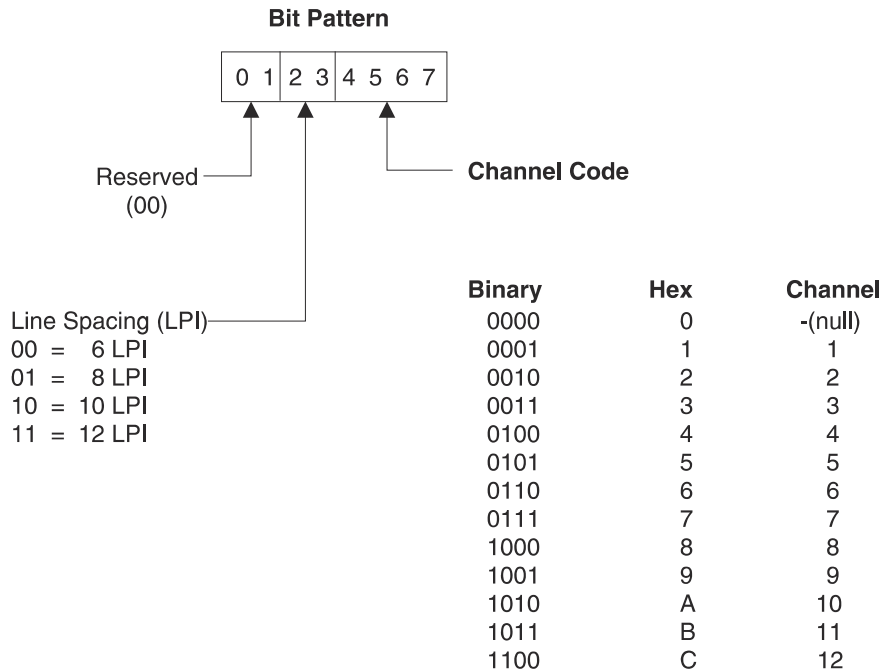 Bit Pattern
0 1 2 3 4 5 6 7
Reserved
(00)
Channel Code
Line Spacing (LPI)
00 = 6 LPI
01 = 8 LPI
10 = 10 LPI
11 = 12 LPI
Binary Hex Channel
0000 0 -(null)
0001 1 1
0010 2 2
0011 3 3
0100 4 4
0101 5 5
0110 6 6
0111 7 7
1000 8 8
1001 9 9
1010 A 10
1011 B 11
1100 C 12